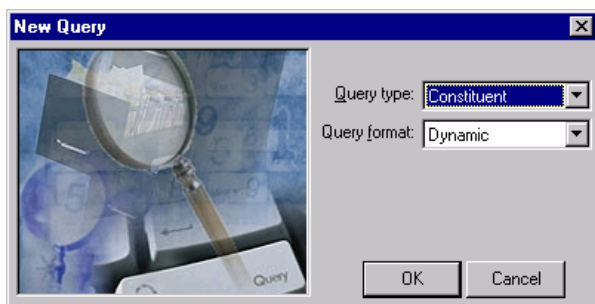 New Query
Query type: Constituent
Query format: Dynamic
Query
OK Cancel